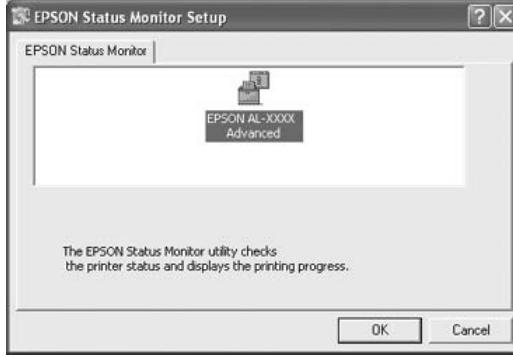 EPSON Status Monitor Setup
EPSON Status Monitor
EPSON AL-XXXX
Advanced
The EPSON Status Monitor utility checks
the printer status and displays the printing progress.
OK
Cancel